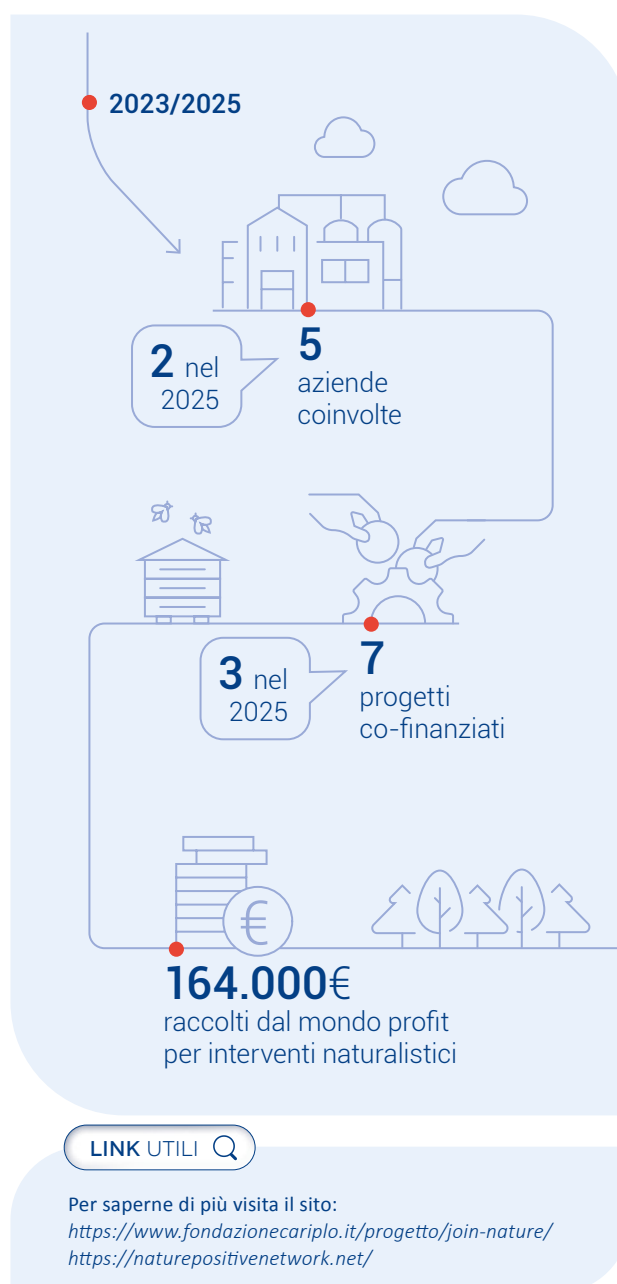 2023/2025
5
aziende
coinvolte
2 nel
2025
7
progetti
co-finanziati
3 nel
2025
€
164.000€
raccolti dal mondo profit
per interventi naturalistici
LINK UTILI
Per saperne di più visita il sito:
https://www.fondazionecariplo.it/progetto/join-nature/
https://naturepositivenetwork.net/